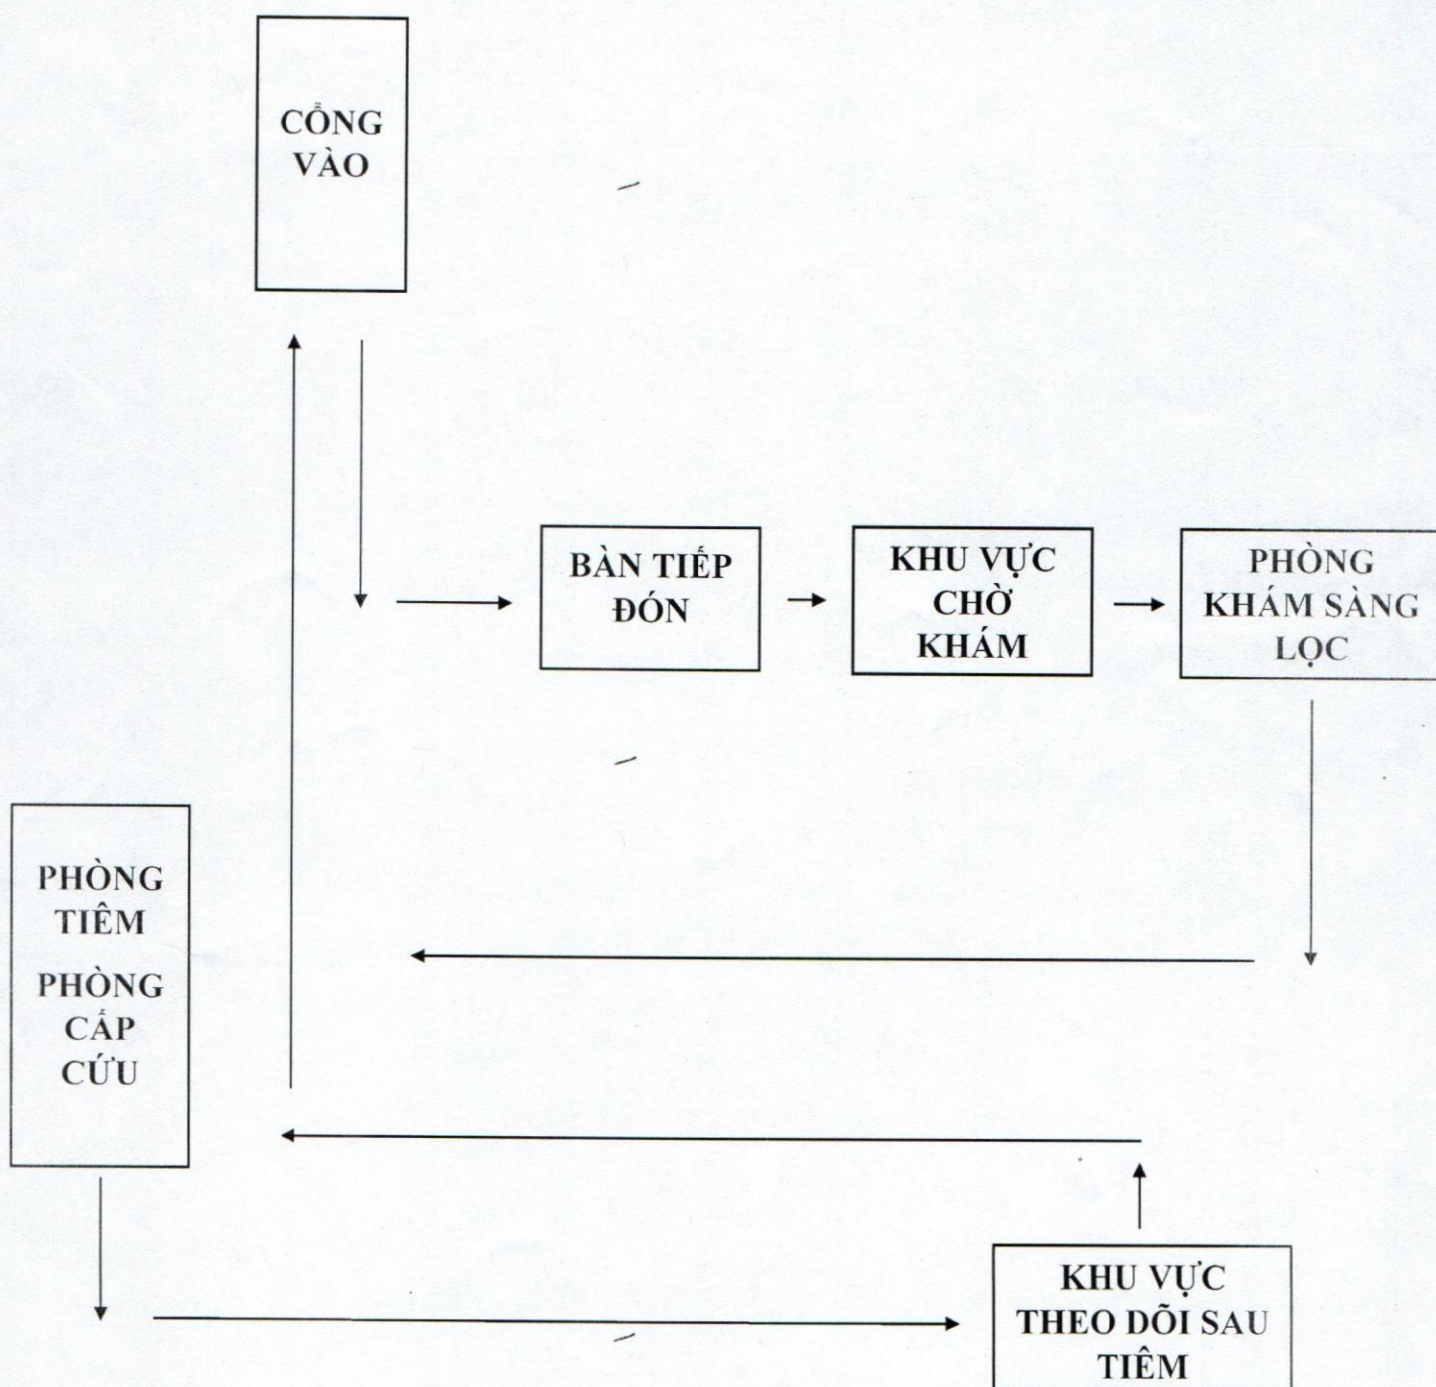 CỔNG
VÀO
BÀN TIẾP
ĐÓN
KHU VỰC
CHỜ
KHÁM
PHÒNG
KHÁM SÀNG
LỌC
PHÒNG
TIÊM
PHÒNG
CẤP
CỨU
KHU VỰC
THEO DÕI SAU
TIÊM